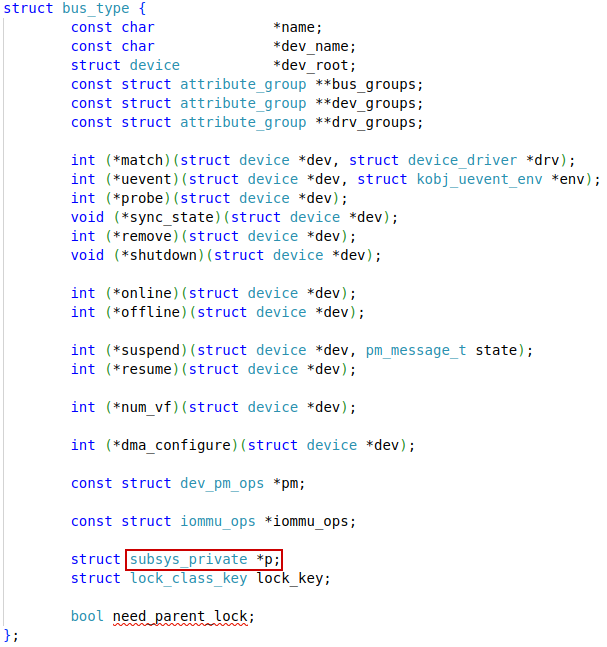 struct bus_type {
const char *name;
const char *dev_name;
struct device *dev_root;
const struct attribute_group **bus_groups;
const struct attribute_group **dev_groups;
const struct attribute_group **drv_groups;
int (*match)(struct device *dev, struct device_driver *drv);
int (*uevent)(struct device *dev, struct kobj_uevent_env *env);
int (*probe)(struct device *dev);
void (*sync_state)(struct device *dev);
int (*remove)(struct device *dev);
void (*shutdown)(struct device *dev);
int (*online)(struct device *dev);
int (*offline)(struct device *dev);
int (*suspend)(struct device *dev, pm_message_t state);
int (*resume)(struct device *dev);
int (*num_vf)(struct device *dev);
int (*dma_configure)(struct device *dev);
const struct dev_pm_ops *pm;
const struct iommu_ops *iommu_ops;
struct subsys_private *p;
struct lock_class_key lock_key;
bool need_parent_lock;
};